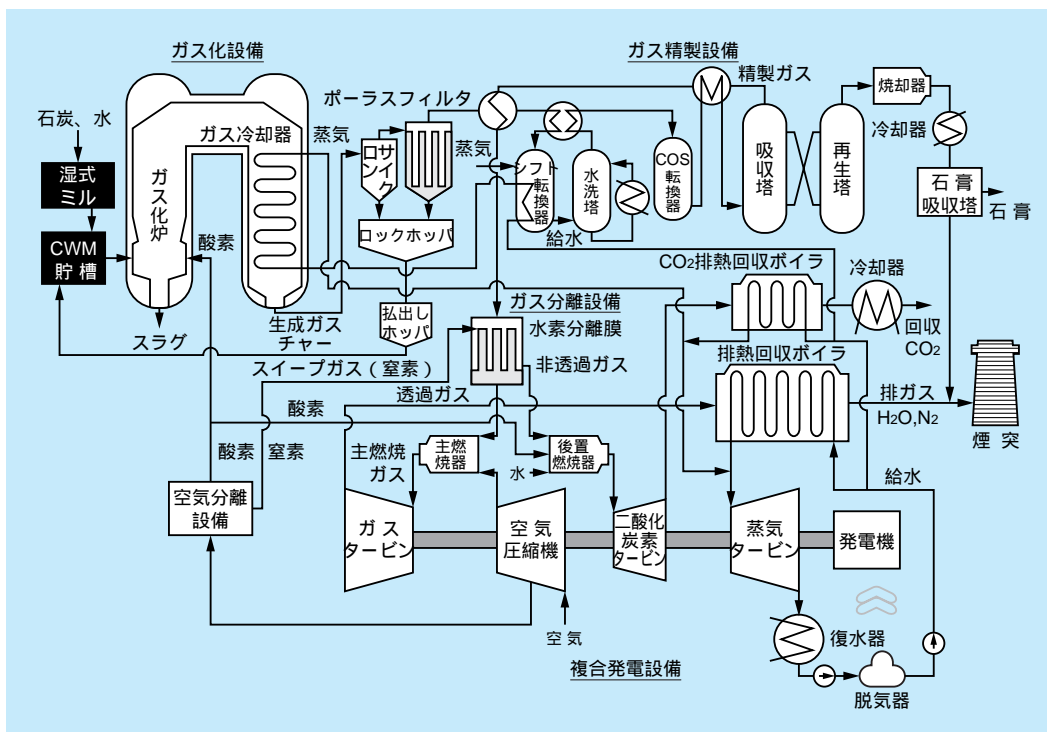 ガス化設備
ガス精製設備
石炭、水
湿式
ミル
CWM
貯槽
ガス化炉
酸素
ガス冷却器
蒸気
ポーラスフィルタ
サイクロン
蒸気
ロックホッパ
払出し
ホッパ
生成ガス
チャー
スラグ
シフト転換器
水洗塔
給水
COS
転換器
精製ガス
吸収塔
再生塔
焼却器
冷却器
石膏
吸収塔
石膏
CO2排熱回収ボイラ
冷却器
回収
CO2
ガス分離設備
水素分離膜
スイープガス(窒素)
非透過ガス
透過ガス
排熱回収ボイラ
排ガス
H2O,N2
煙突
酸素
酸素
窒素
主燃焼
ガス
主燃
焼器
水
後置
燃焼器
給水
空気分離
設備
ガス
タービン
空気
圧縮機
二酸化
炭素
タービン
蒸気
タービン
発電機
空気
復水器
脱気器
複合発電設備